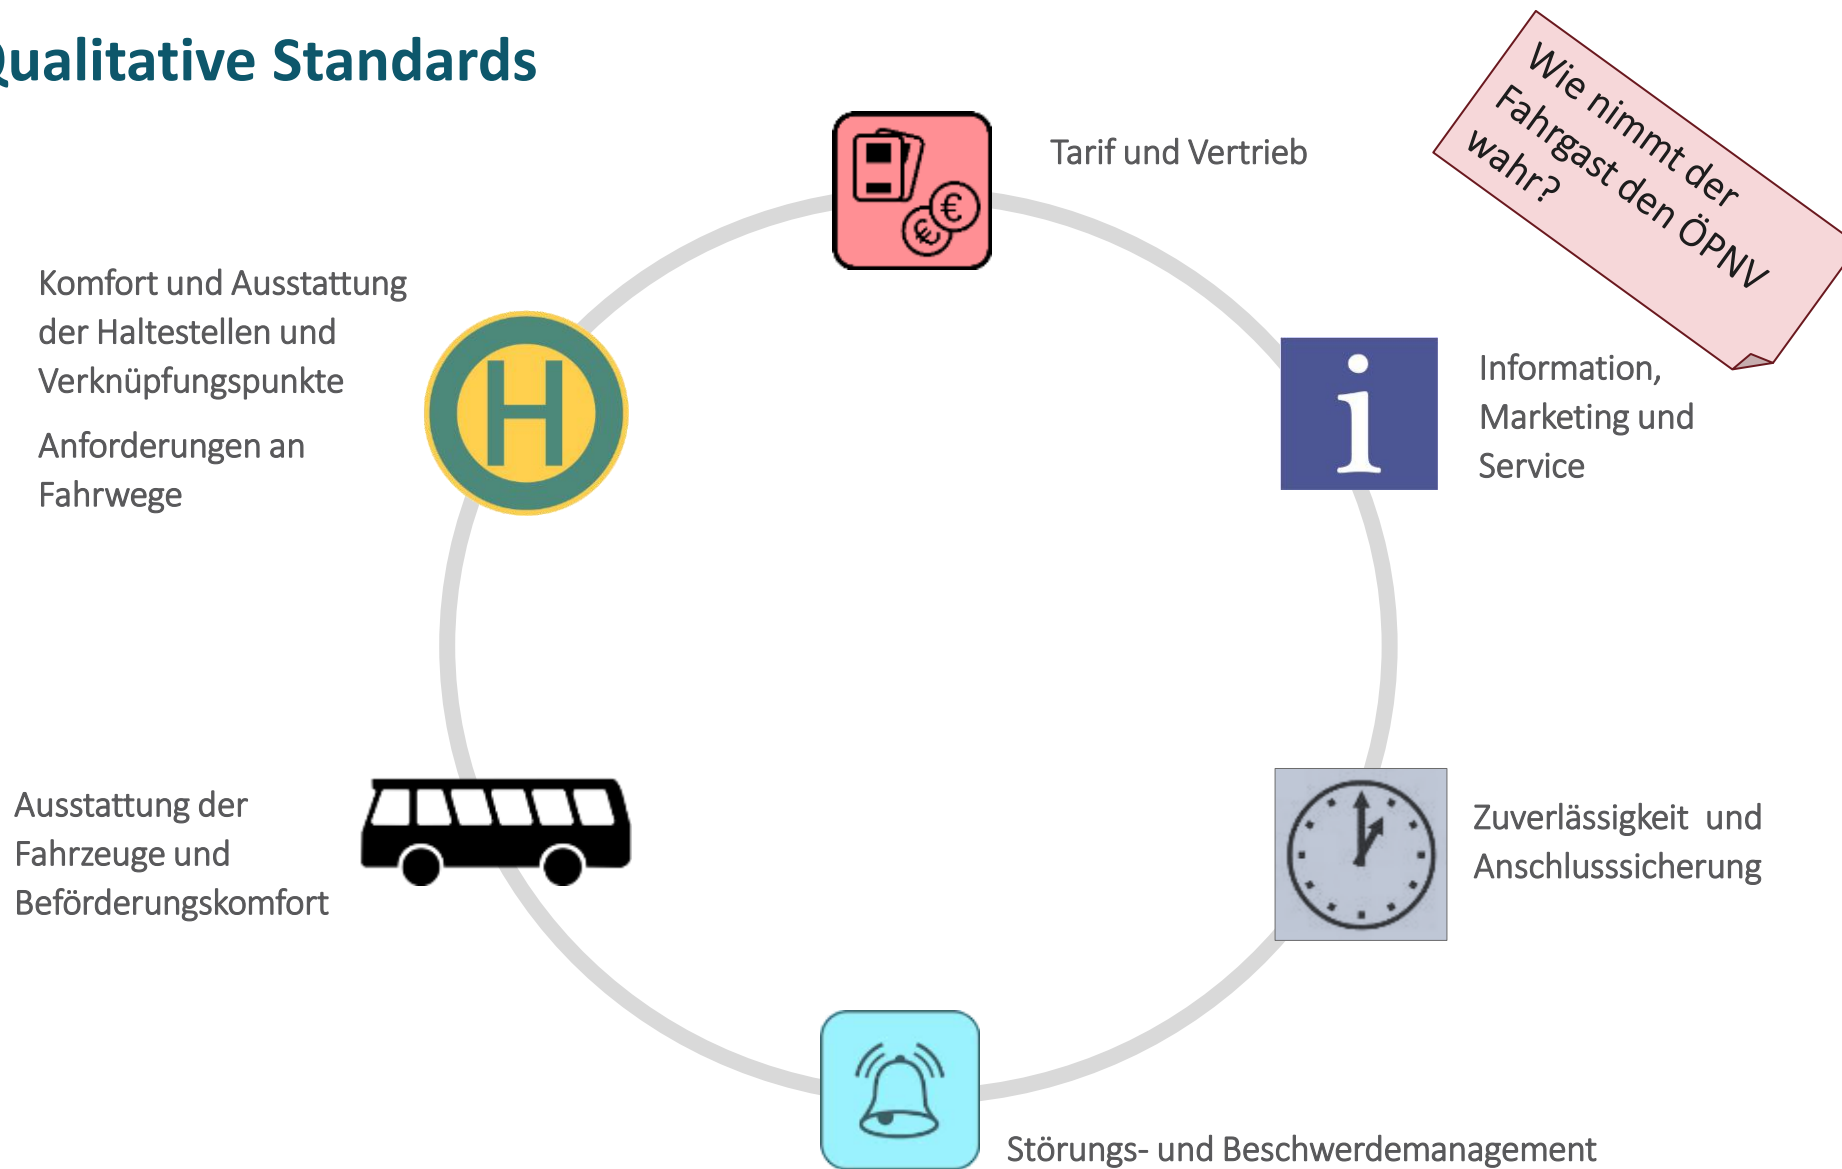 Qualitative Standards
Wie nimmt der
Fahrgast den ÖPNV
wahr?
Tarif und Vertrieb
Komfort und Ausstattung
der Haltestellen und
Verknüpfungspunkte
Anforderungen an
Fahrwege
H
i
Information,
Marketing und
Service
Ausstattung der
Fahrzeuge und
Beförderungskomfort
Zuverlässigkeit und
Anschlusssicherung
Störungs- und Beschwerdemanagement